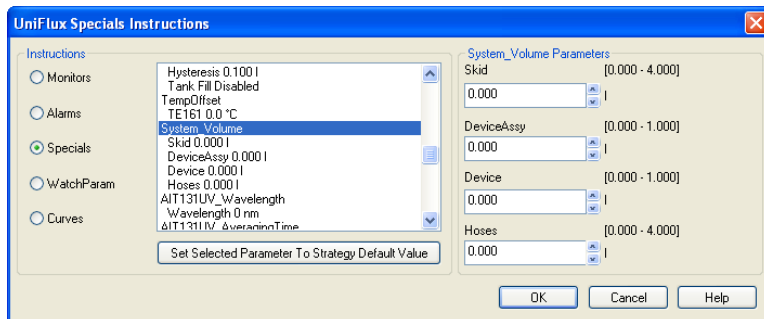 UniFlux Specials Instructions
Instructions
Monitors
Alarms
Specials
WatchParam
Curves
Hysteresis 0.100 l
Tank Fill Disabled
TempOffset
TE161 0.0 °C
System_Volume
Skid 0.000 l
DeviceAssy 0.000 l
Device 0.000 l
Hoses 0.000 l
AIT131UV_Wavelength
Wavelength 0 nm
AIT131UV_AveragingTime
Set Selected Parameter To Strategy Default Value
System_Volume Parameters
Skid [0.000 - 4.000]
0.000 l
DeviceAssy [0.000 - 1.000]
0.000 l
Device [0.000 - 1.000]
0.000 l
Hoses [0.000 - 4.000]
0.000 l
OK Cancel Help